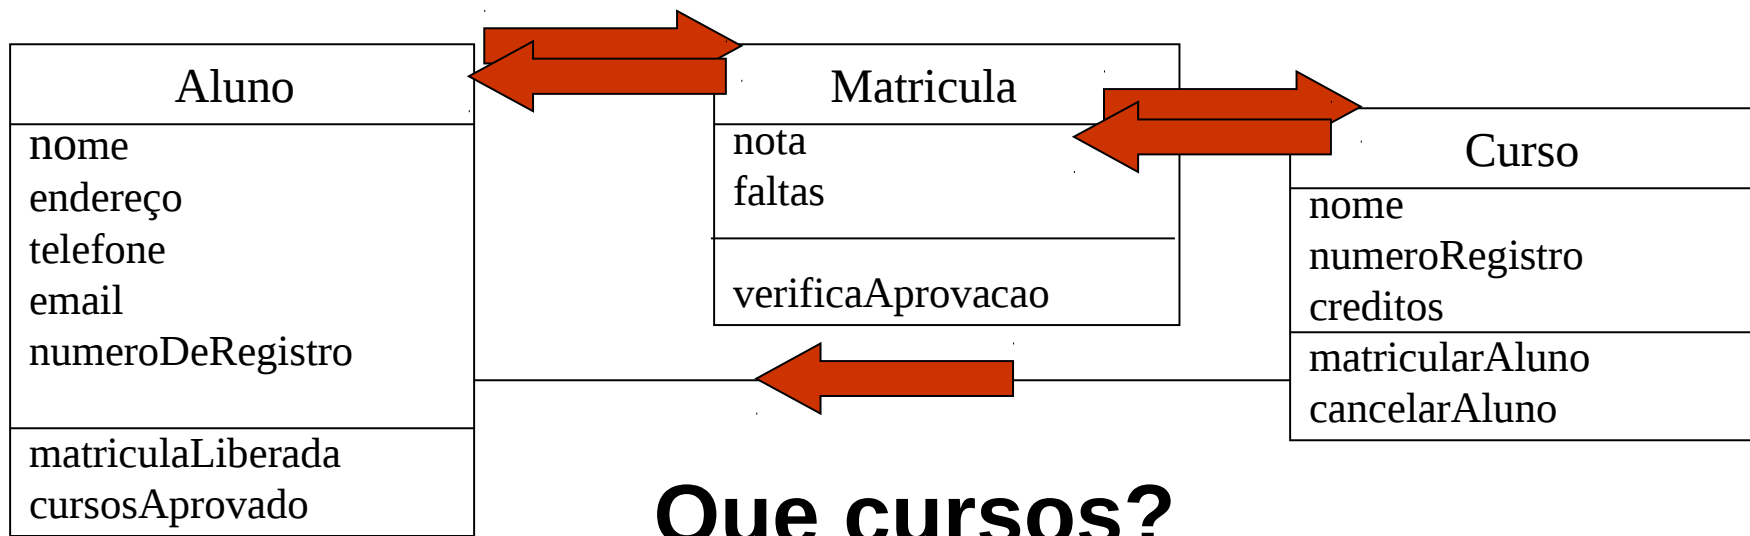 Aluno
nome
endereço
telefone
email
numeroDeRegistro
matriculaLiberada
cursosAprovado
Matricula
nota
faltas
verificaAprovacao
Curso
nome
numeroRegistro
creditos
matricularAluno
cancelarAluno
Que cursos?